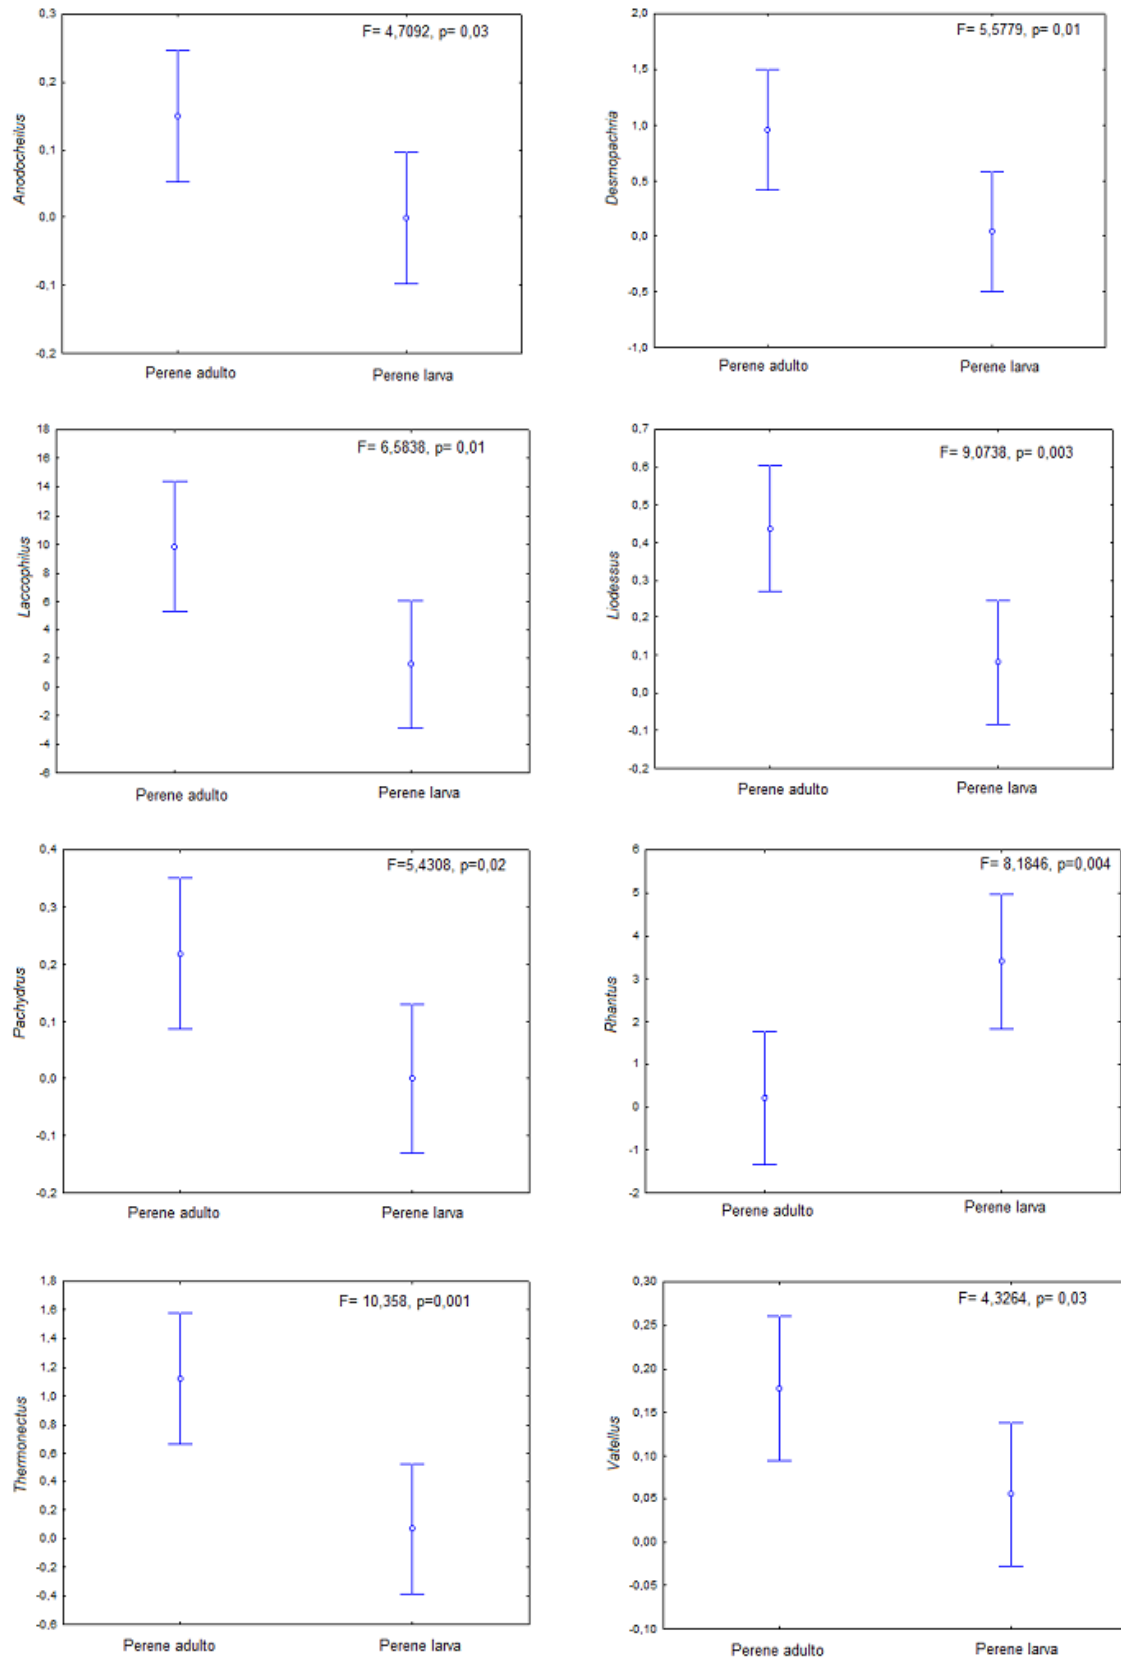 F= 4,7092, p= 0,03
0,3
0,2
0,1
0,0
-0,1
-0,2
Anodocheilus
Perene adulto
Perene larva
F= 5,5779, p= 0,01
2,0
1,5
1,0
0,5
0,0
-0,5
-1,0
Desmopachria
Perene adulto
Perene larva
F= 6,5838, p= 0,01
18
16
14
12
10
8
6
4
2
0
-2
-4
-6
Laccophilus
Perene adulto
Perene larva
F= 9,0738, p= 0,003
0,7
0,6
0,5
0,4
0,3
0,2
0,1
0,0
-0,1
-0,2
Liodessus
Perene adulto
Perene larva
F=5,4308, p=0,02
0,4
0,3
0,2
0,1
0,0
-0,1
-0,2
Pachydrus
Perene adulto
Perene larva
F= 8,1846, p=0,004
6
5
4
3
2
1
0
-1
-2
Rhantus
Perene adulto
Perene larva
F= 10,358, p=0,001
1,8
1,6
1,4
1,2
1,0
0,8
0,6
0,4
0,2
0,0
-0,2
-0,4
-0,6
Thermonectus
Perene adulto
Perene larva
F= 4,3264, p= 0,03
0,30
0,25
0,20
0,15
0,10
0,05
0,00
-0,05
-0,10
Vatellus
Perene adulto
Perene larva